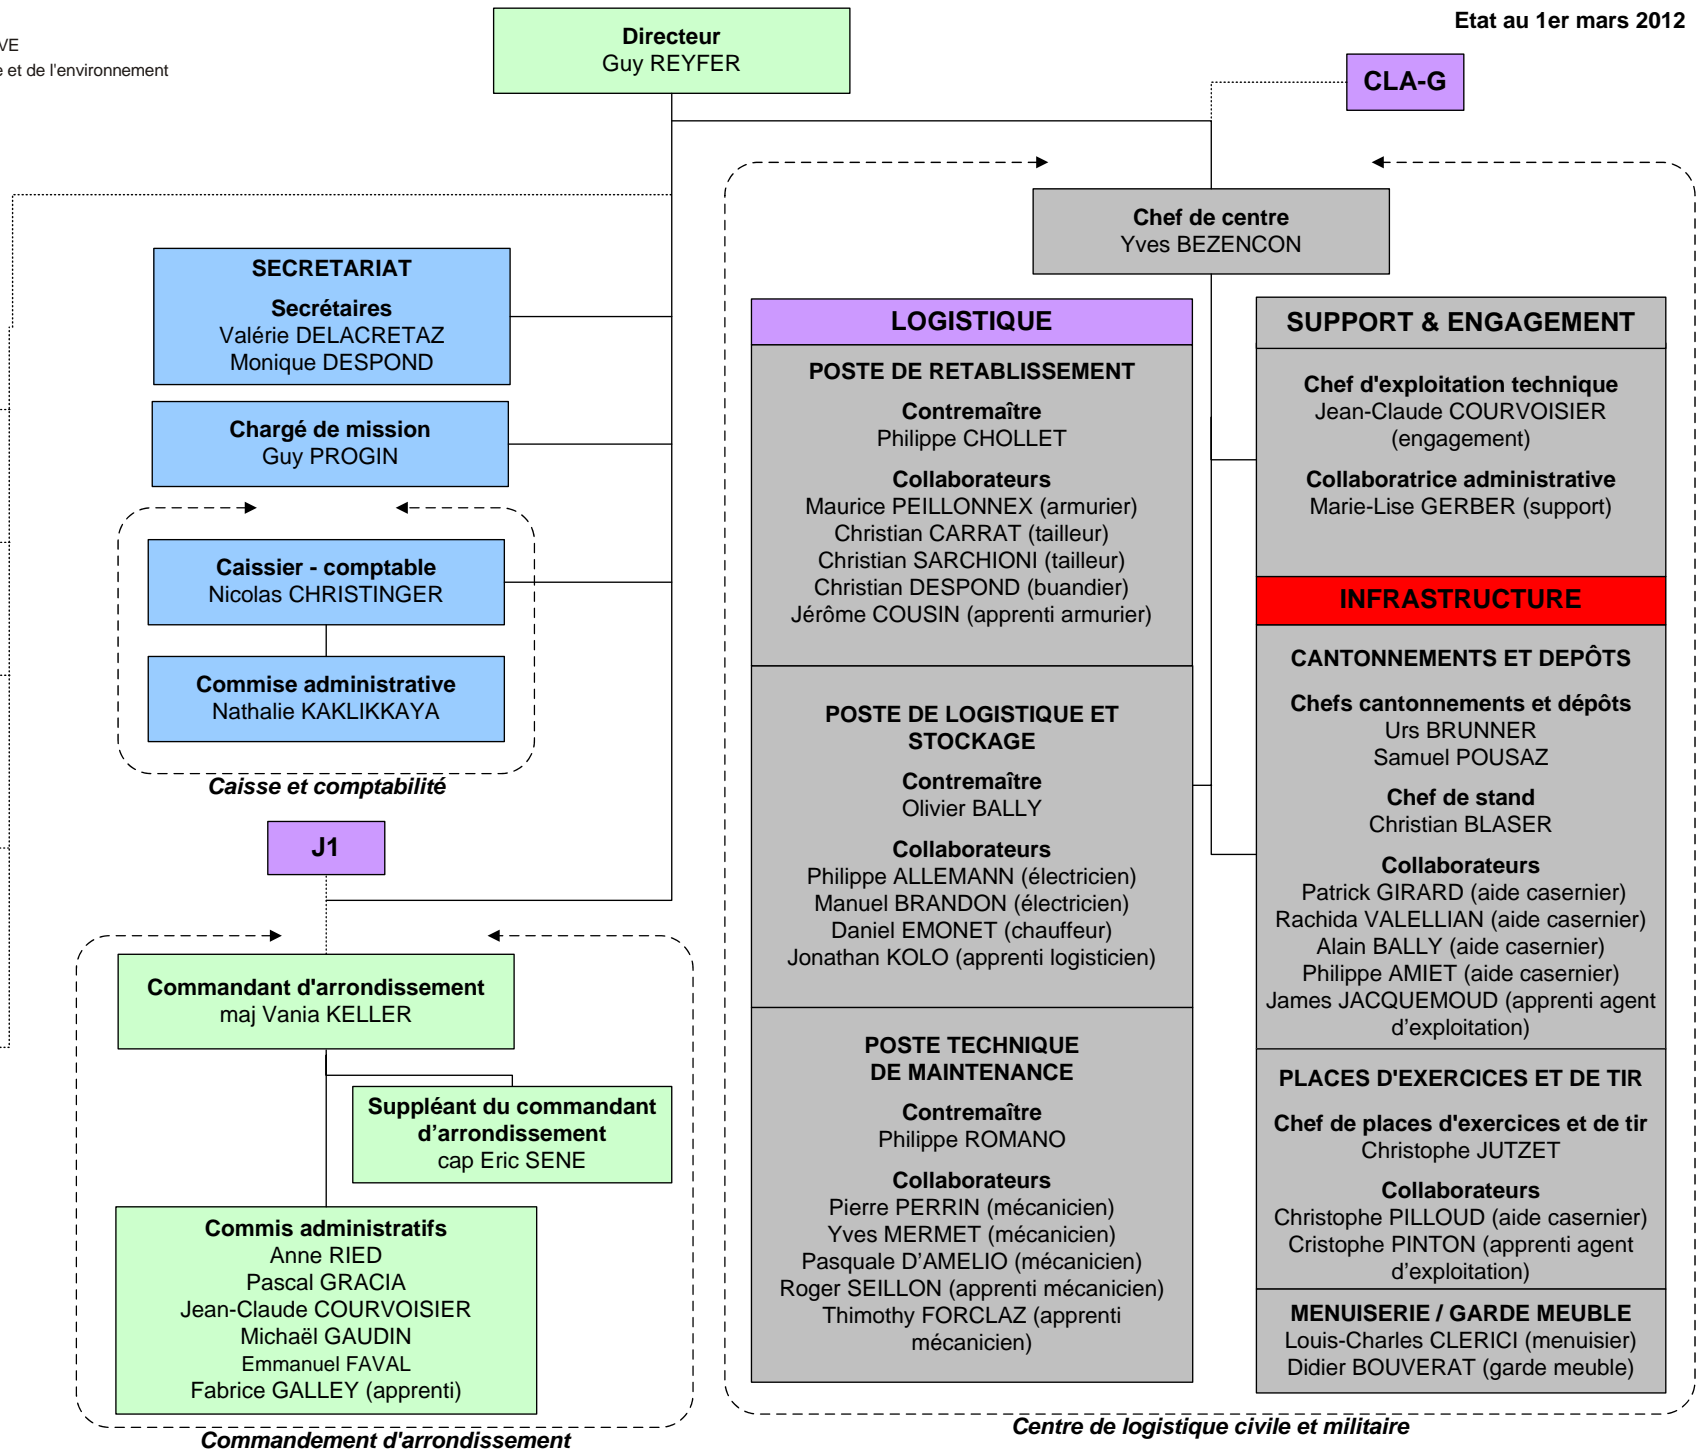 Etat au 1er mars 2012
VE
e et de l'environnement
Directeur
Guy REYFER
CLA-G
Chef de centre
Yves BEZENCON
SECRETARIAT
Secrétaires
Valérie DELACRETAZ
Monique DESPOND
Chargé de mission
Guy PROGIN
Caissier - comptable
Nicolas CHRISTINGER
Commise administrative
Nathalie KAKLIKKAYA
Caisse et comptabilité
J1
Commandant d'arrondissement
maj Vania KELLER
Suppléant du commandant
d’arrondissement
cap Eric SENE
Commis administratifs
Anne RIED
Pascal GRACIA
Jean-Claude COURVOISIER
Michaël GAUDIN
Emmanuel FAVAL
Fabrice GALLEY (apprenti)
Commandement d'arrondissement
LOGISTIQUE
POSTE DE RETABLISSEMENT
Contremaître
Philippe CHOLLET
Collaborateurs
Maurice PEILLONNEX (armurier)
Christian CARRAT (tailleur)
Christian SARCHIONI (tailleur)
Christian DESPOND (buandier)
Jérôme COUSIN (apprenti armurier)
POSTE DE LOGISTIQUE ET
STOCKAGE
Contremaître
Olivier BALLY
Collaborateurs
Philippe ALLEMANN (électricien)
Manuel BRANDON (électricien)
Daniel EMONET (chauffeur)
Jonathan KOLO (apprenti logisticien)
POSTE TECHNIQUE
DE MAINTENANCE
Contremaître
Philippe ROMANO
Collaborateurs
Pierre PERRIN (mécanicien)
Yves MERMET (mécanicien)
Pasquale D’AMELIO (mécanicien)
Roger SEILLON (apprenti mécanicien)
Thimothy FORCLAZ (apprenti
mécanicien)
SUPPORT & ENGAGEMENT
Chef d'exploitation technique
Jean-Claude COURVOISIER
(engagement)
Collaboratrice administrative
Marie-Lise GERBER (support)
INFRASTRUCTURE
CANTONNEMENTS ET DEPÔTS
Chefs cantonnements et dépôts
Urs BRUNNER
Samuel POUSAZ
Chef de stand
Christian BLASER
Collaborateurs
Patrick GIRARD (aide casernier)
Rachida VALELLIAN (aide casernier)
Alain BALLY (aide casernier)
Philippe AMIET (aide casernier)
James JACQUEMOUD (apprenti agent
d’exploitation)
PLACES D'EXERCICES ET DE TIR
Chef de places d'exercices et de tir
Christophe JUTZET
Collaborateurs
Christophe PILLOUD (aide casernier)
Cristophe PINTON (apprenti agent
d’exploitation)
MENUISERIE / GARDE MEUBLE
Louis-Charles CLERICI (menuisier)
Didier BOUVERAT (garde meuble)
Centre de logistique civile et militaire